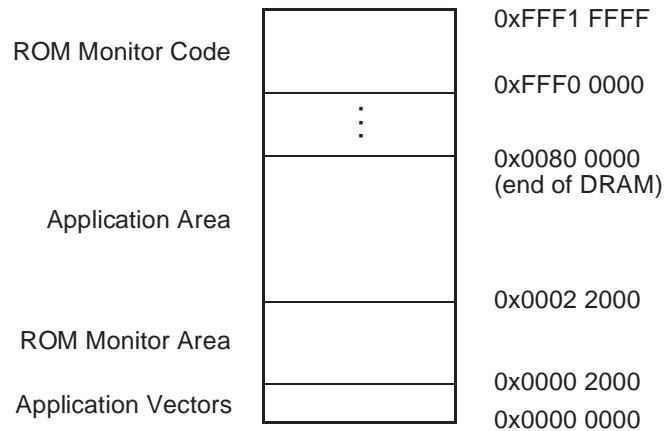 0xFFF1 FFFF
ROM Monitor Code
0xFFF0 0000
0x0080 0000
(end of DRAM)
Application Area
0x0002 2000
ROM Monitor Area
0x0000 2000
Application Vectors
0x0000 0000